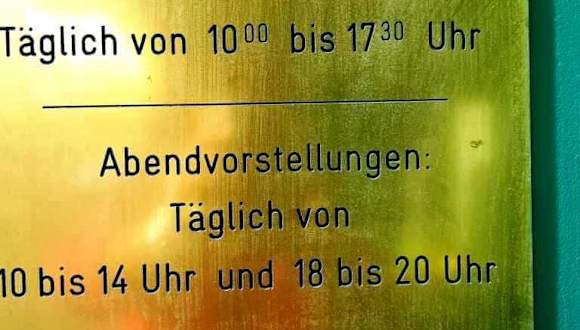 Täglich von 10⁰⁰ bis 17³⁰ Uhr
Abendvorstellungen:
Täglich von
10 bis 14 Uhr und 18 bis 20 Uhr